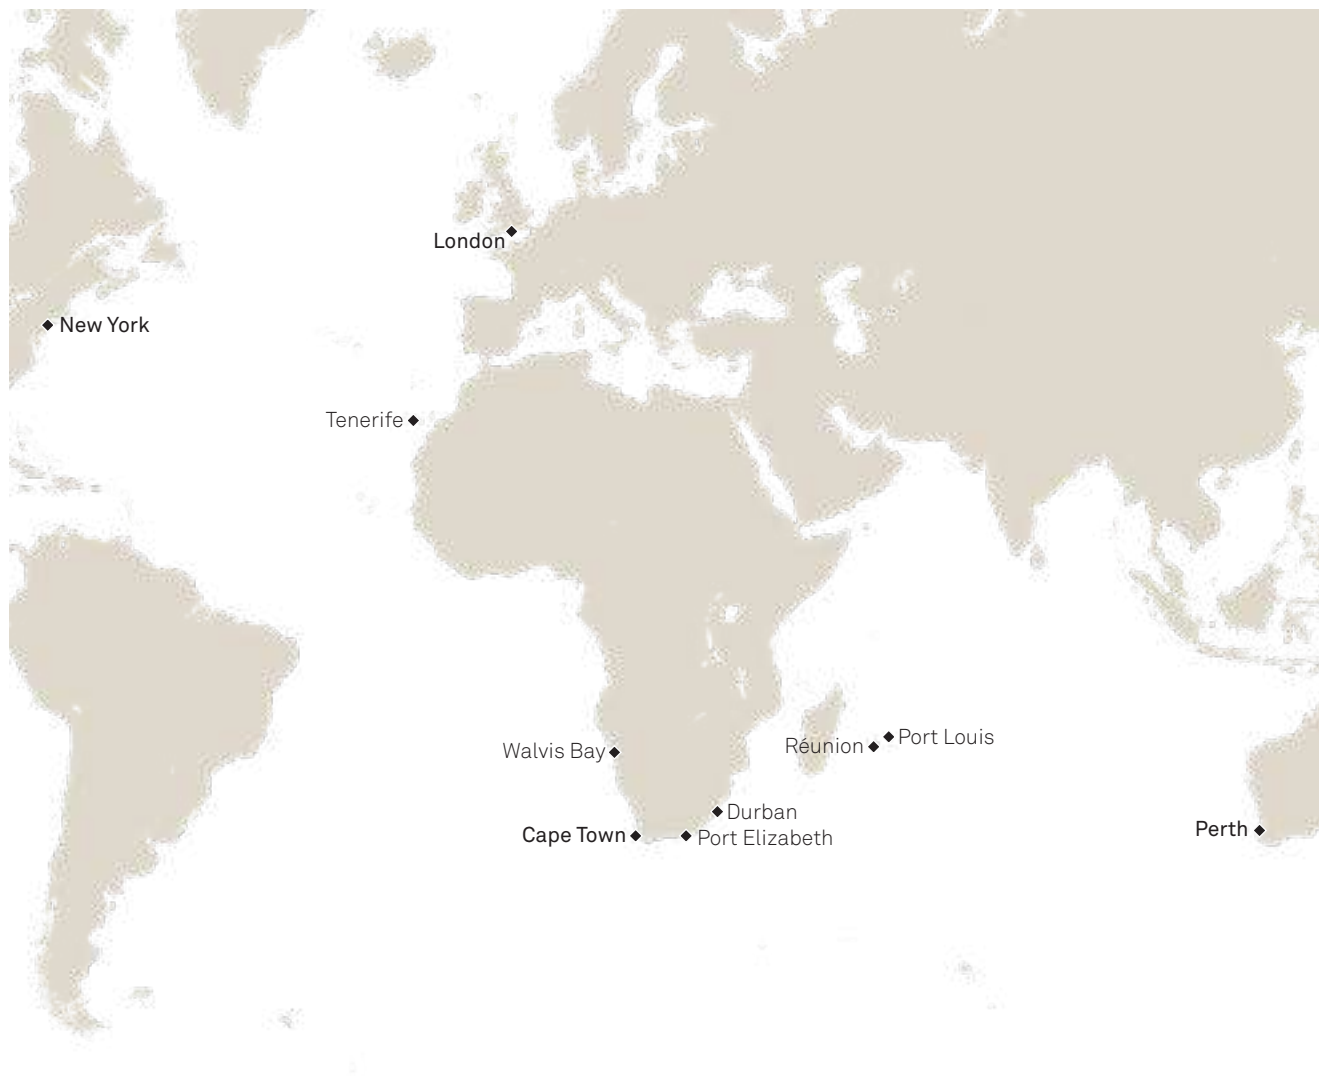 London
New York
Tenerife
Port Louis
Réunion
Walvis Bay
Durban
Cape Town
Port Elizabeth
Perth